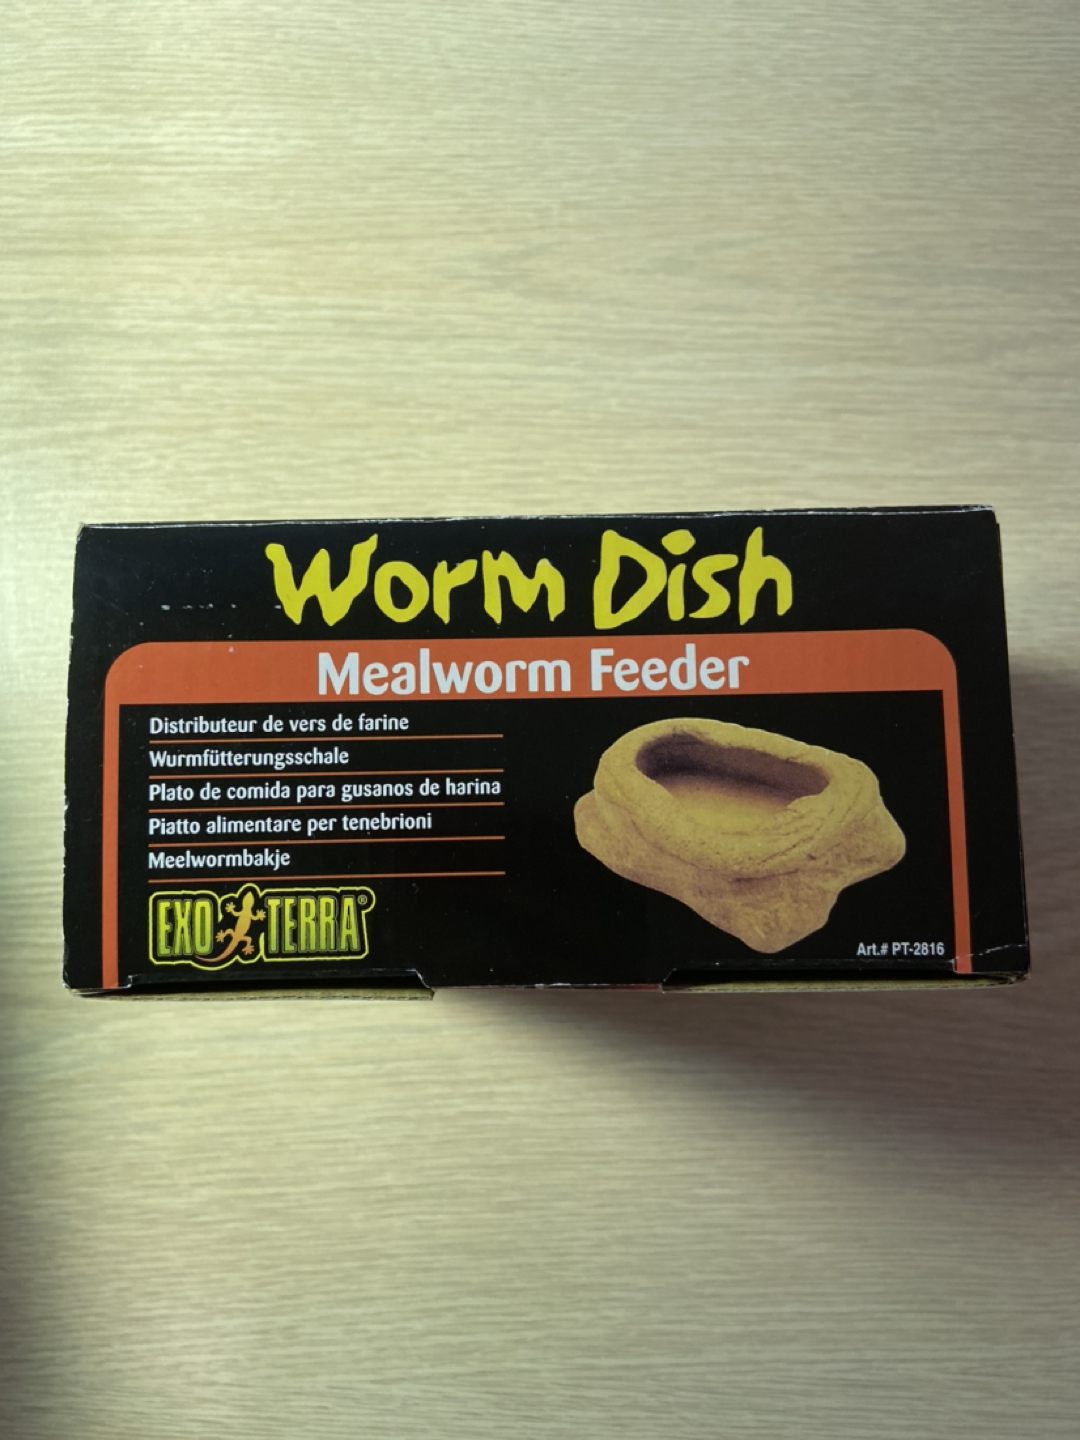 Worm Dish
Mealworm Feeder
Distributeur de vers de farine
Wurmfütterungsschale
Plato de comida para gusanos de harina
Piatto alimentare per tenebrioni
Meelwormbakje
EXO TERRA®
Art.# PT-2816